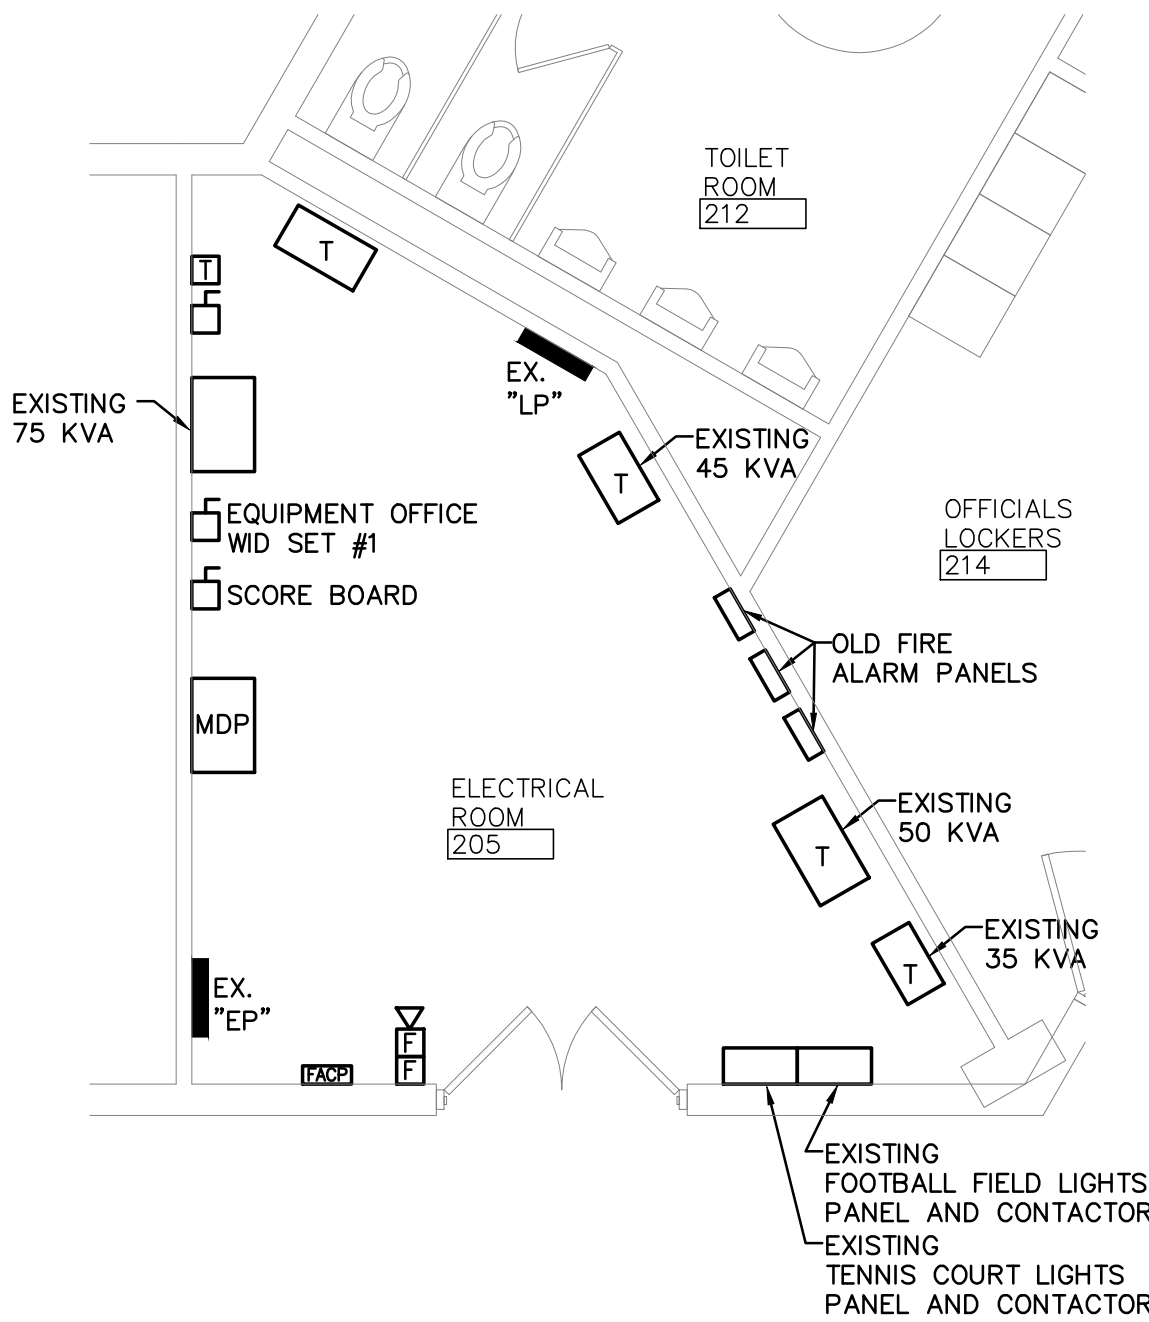 TOILET
ROOM
212
T
T
EX.
"LP"
EXISTING
75 KVA
EXISTING
45 KVA
T
EQUIPMENT OFFICE
WID SET #1
OFFICIALS
LOCKERS
214
SCORE BOARD
OLD FIRE
ALARM PANELS
MDP
ELECTRICAL
ROOM
205
EXISTING
50 KVA
T
EXISTING
35 KVA
T
EX.
"EP"
F
F
FACP
EXISTING
FOOTBALL FIELD LIGHTS
PANEL AND CONTACTOR
EXISTING
TENNIS COURT LIGHTS
PANEL AND CONTACTOR